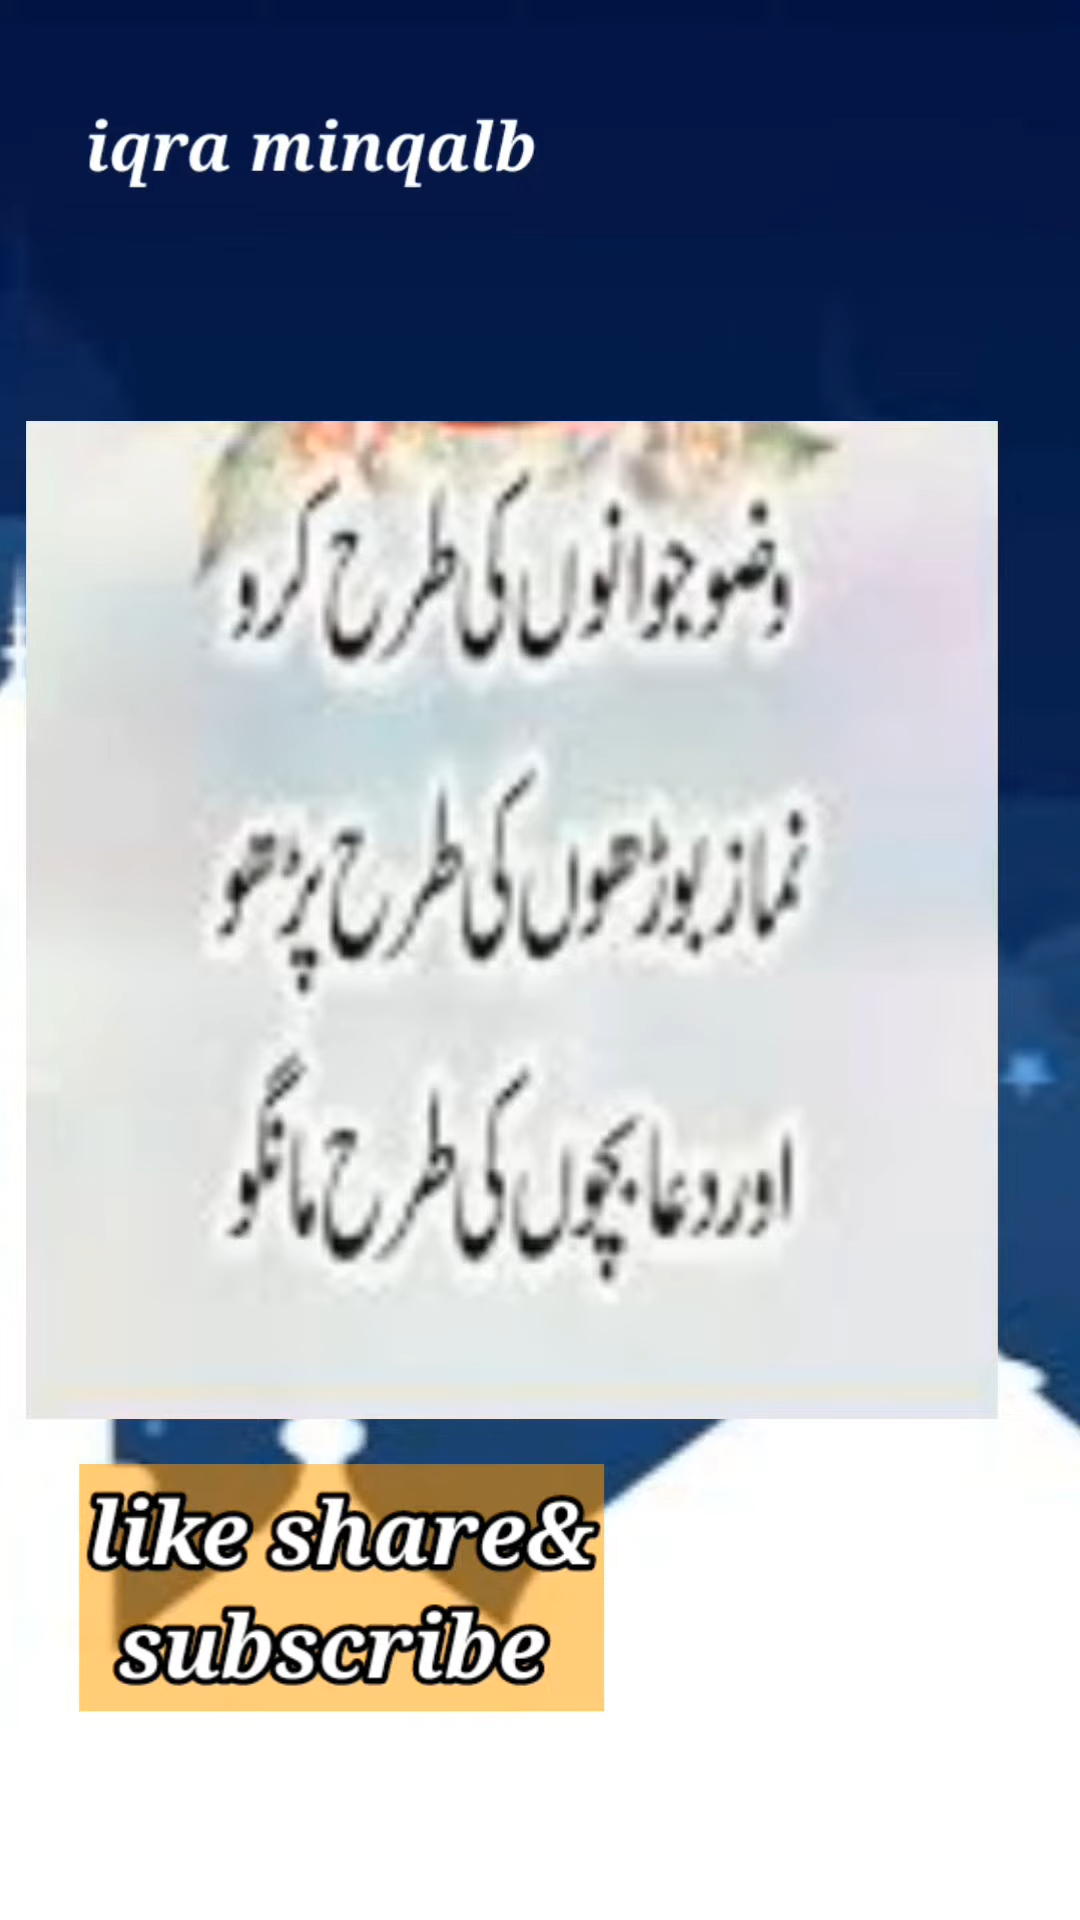 iqra minqalb
وضو جوانوں کی طرح کرو
نماز بوڑھوں کی طرح پڑھو
اور دعا بچوں کی طرح مانگو
like share&
subscribe